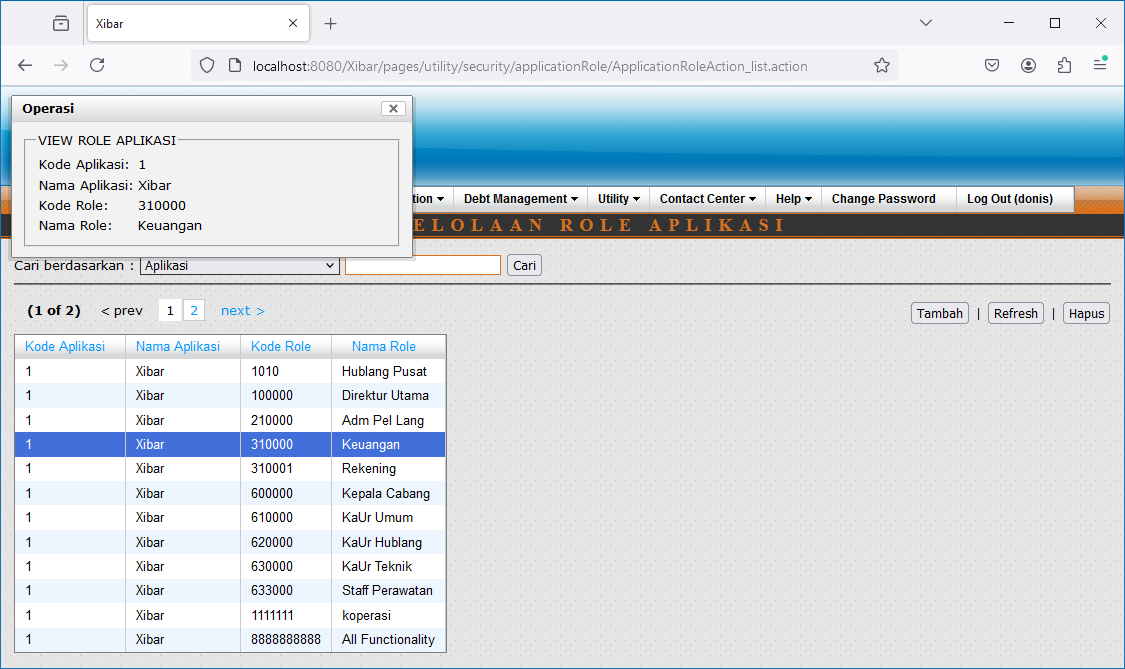 Xibar
localhost:8080/Xibar/pages/utility/security/applicationRole/ApplicationRoleAction_list.action
Operasi
VIEW ROLE APLIKASI
Kode Aplikasi: 1
Nama Aplikasi: Xibar
Kode Role: 310000
Nama Role: Keuangan
tion Debt Management Utility Contact Center Help Change Password Log Out (donis)
ELOLAAN ROLE APLIKASI
Cari berdasarkan : Aplikasi Cari
(1 of 2) < prev 1 2 next > Tambah | Refresh | Hapus
Kode Aplikasi Nama Aplikasi Kode Role Nama Role
1 Xibar 1010 Hublang Pusat
1 Xibar 100000 Direktur Utama
1 Xibar 210000 Adm Pel Lang
1 Xibar 310000 Keuangan
1 Xibar 310001 Rekening
1 Xibar 600000 Kepala Cabang
1 Xibar 610000 KaUr Umum
1 Xibar 620000 KaUr Hublang
1 Xibar 630000 KaUr Teknik
1 Xibar 633000 Staff Perawatan
1 Xibar 1111111 koperasi
1 Xibar 8888888888 All Functionality